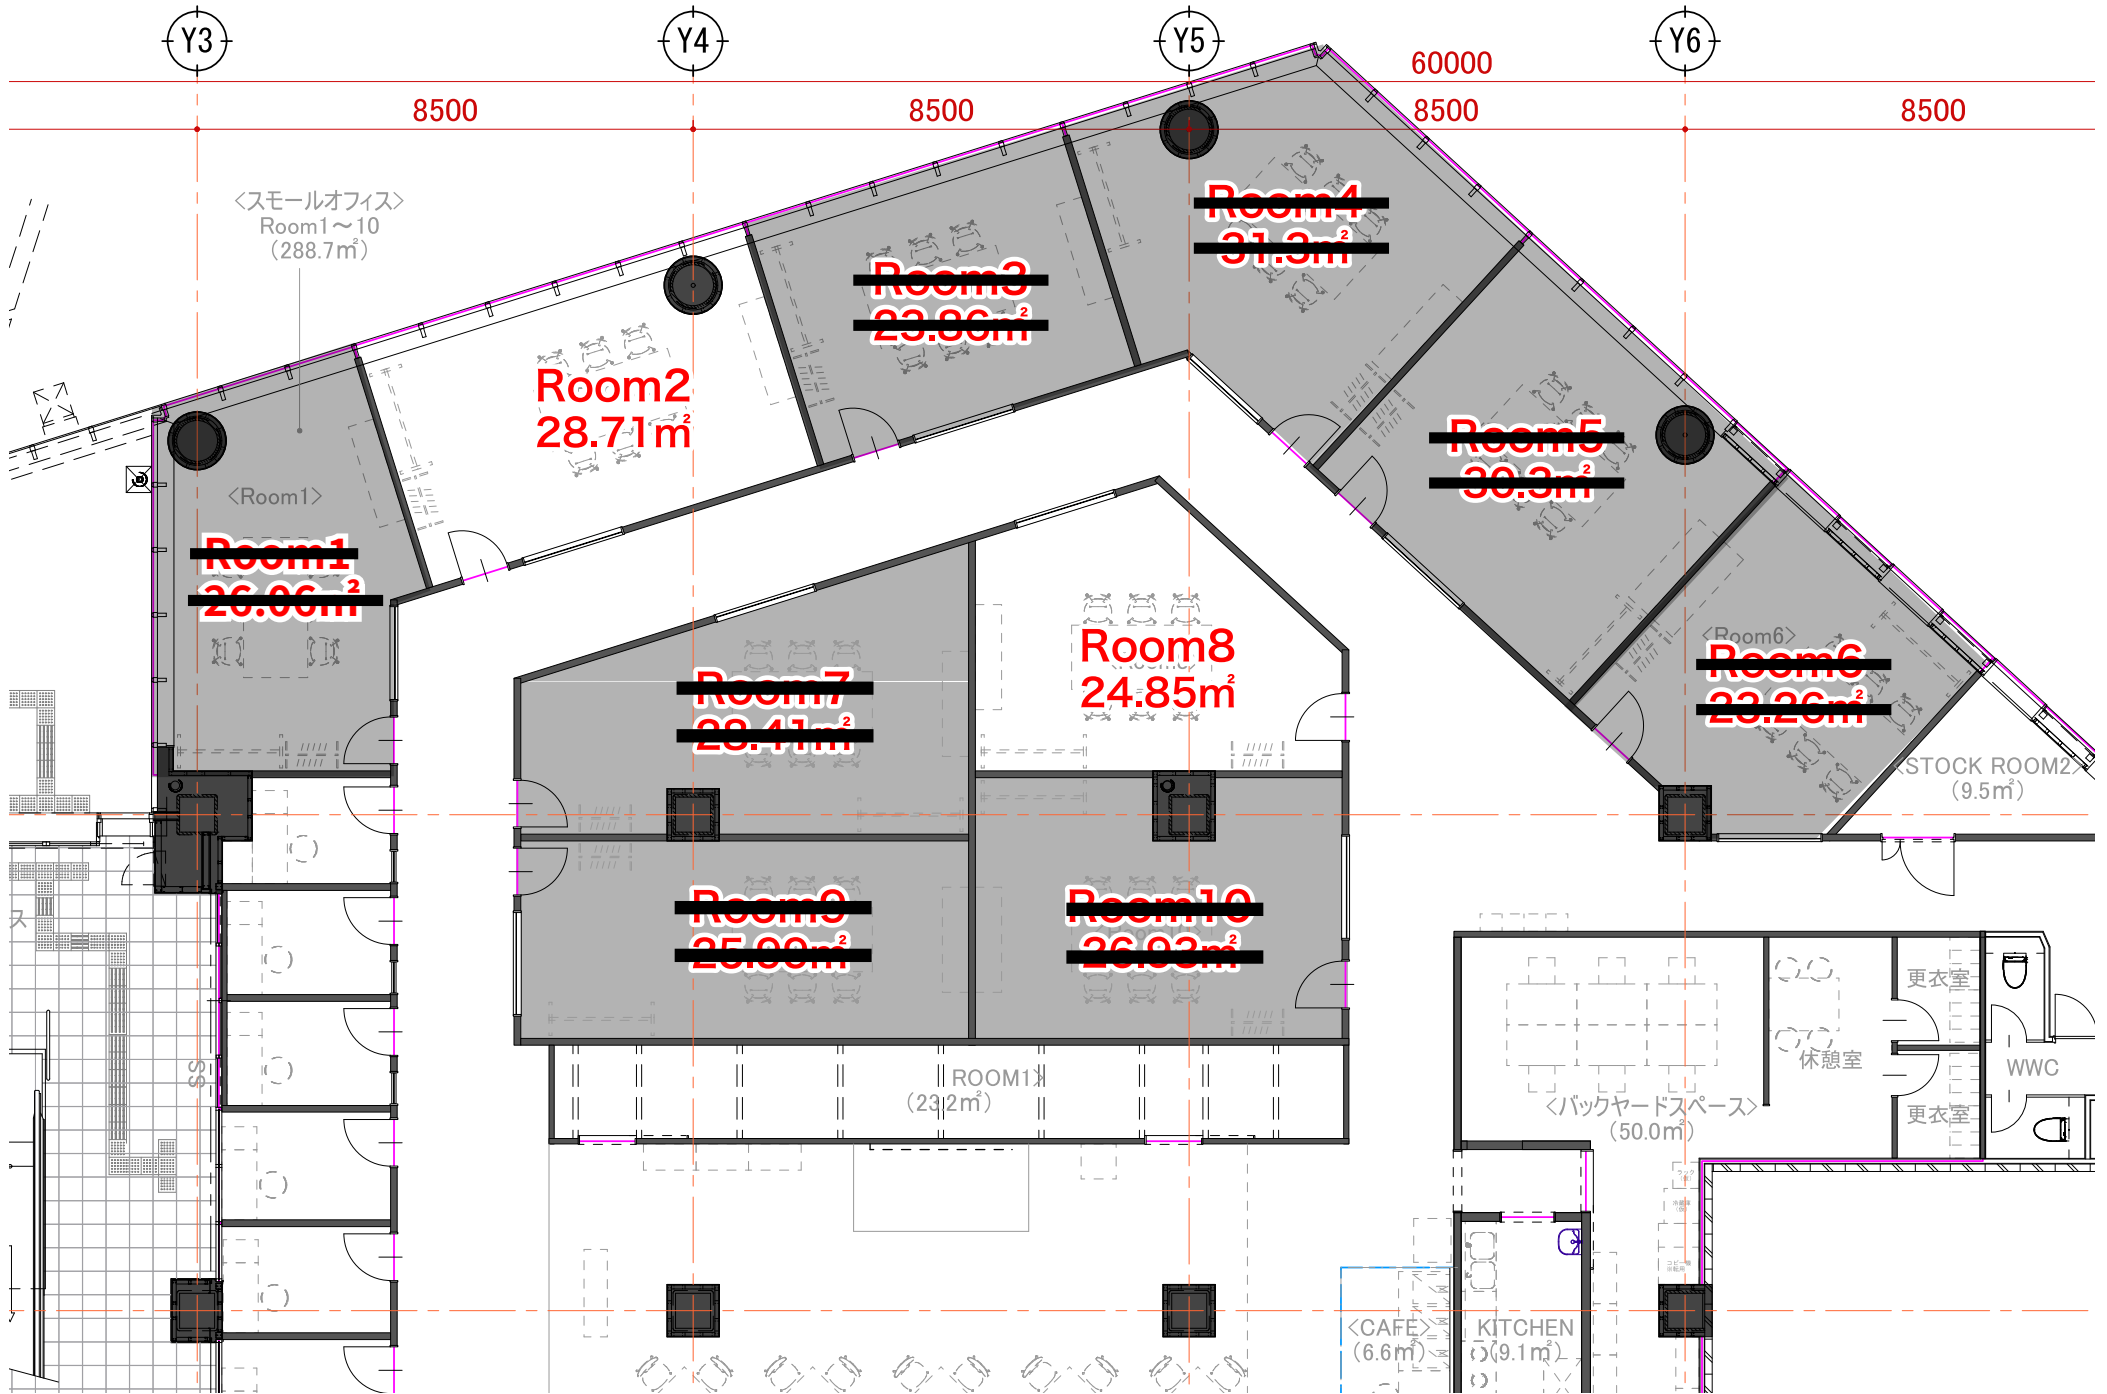 Y3
Y4
Y5
Y6
60000
8500
8500
8500
8500
<スモールオフィス>
Room1~10
(288.7㎡)
Room4
31.3㎡
Room3
23.86㎡
Room2
28.71㎡
Room5
30.3㎡
<Room1>
Room1
26.06㎡
<Room6>
Room6
23.26㎡
Room8
24.85㎡
Room7
28.41㎡
<STOCK ROOM2>
(9.5㎡)
Room9
25.99㎡
Room10
26.93㎡
ス
更衣室
休憩室
WWC
更衣室
SS
ROOM1>
(23.2㎡)
<バックヤードスペース>
(50.0㎡)
<CAFE>
(6.6㎡)
KITCHEN
(9.1㎡)